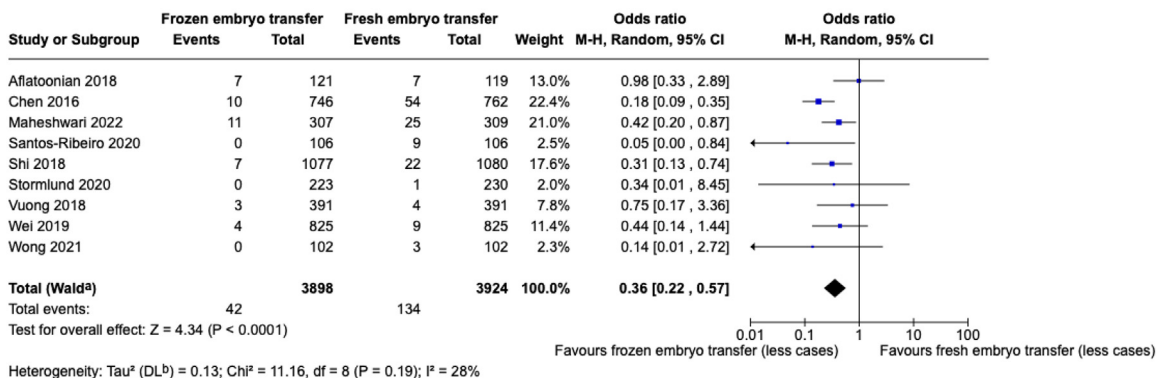 Frozen embryo transfer Fresh embryo transfer Odds ratio Odds ratio
Study or Subgroup Events Total Events Total Weight M-H, Random, 95% CI M-H, Random, 95% CI
Aflatoonian 2018 7 121 7 119 13.0% 0.98 [0.33 , 2.89]
Chen 2016 10 746 54 762 22.4% 0.18 [0.09 , 0.35]
Maheshwari 2022 11 307 25 309 21.0% 0.42 [0.20 , 0.87]
Santos-Ribeiro 2020 0 106 9 106 2.5% 0.05 [0.00 , 0.84]
Shi 2018 7 1077 22 1080 17.6% 0.31 [0.13 , 0.74]
Stormlund 2020 0 223 1 230 2.0% 0.34 [0.01 , 8.45]
Vuong 2018 3 391 4 391 7.8% 0.75 [0.17 , 3.36]
Wei 2019 4 825 9 825 11.4% 0.44 [0.14 , 1.44]
Wong 2021 0 102 3 102 2.3% 0.14 [0.01 , 2.72]
Total (Waldᵃ) 3898 3924 100.0% 0.36 [0.22 , 0.57]
Total events: 42 134
Test for overall effect: Z = 4.34 (P < 0.0001)
0.01 0.1 1 10 100
Favours frozen embryo transfer (less cases) Favours fresh embryo transfer (less cases)
Heterogeneity: Tau² (DLᵇ) = 0.13; Chi² = 11.16, df = 8 (P = 0.19); I² = 28%